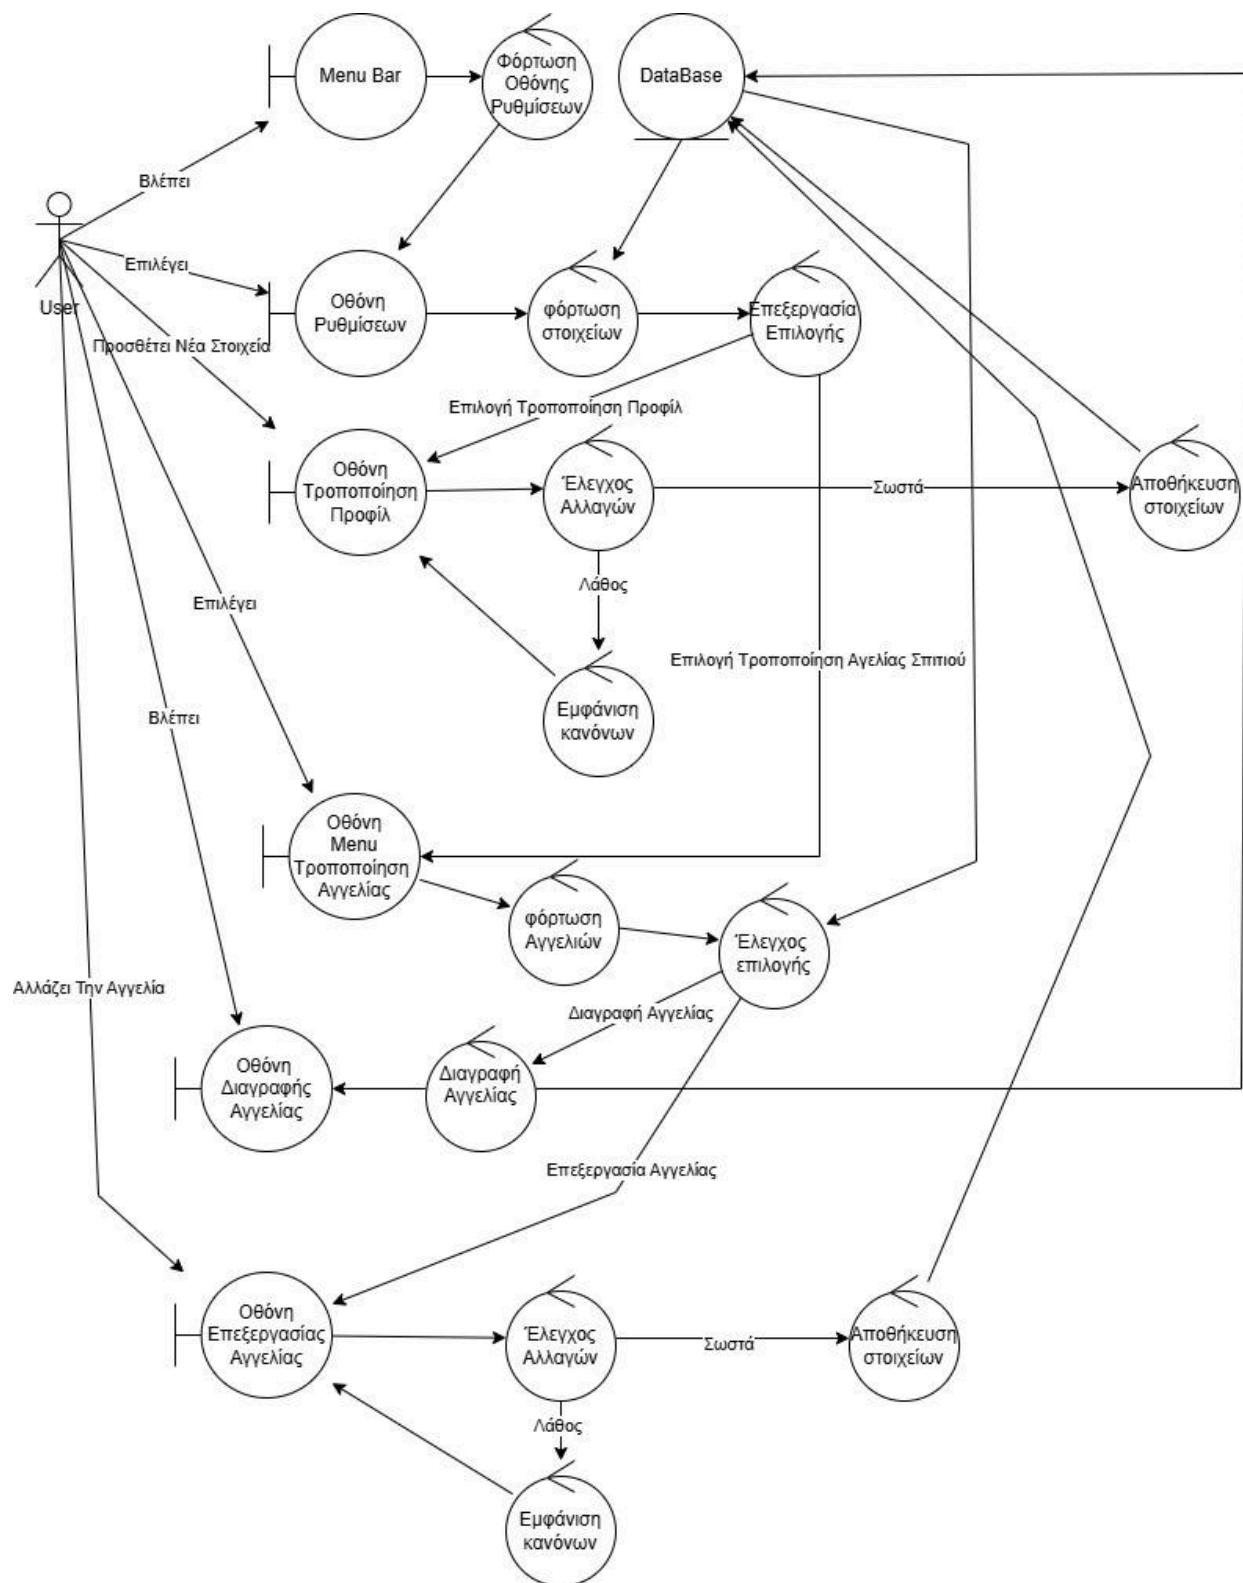 Menu Bar
Φόρτωση
Οθόνης
Ρυθμίσεων
DataBase
Βλέπει
User
Επιλέγει
Οθόνη
Ρυθμίσεων
φόρτωση
στοιχείων
Επεξεργασία
Επιλογής
Προσθέτει Νέα Στοιχεία
Επιλογή Τροποποίηση Προφίλ
Οθόνη
Τροποποίηση
Προφίλ
Έλεγχος
Αλλαγών
Σωστά
Αποθήκευση
στοιχείων
Λάθος
Επιλέγει
Επιλογή Τροποποίηση Αγελίας Σπιτιού
Εμφάνιση
κανόνων
Βλέπει
Οθόνη
Menu
Τροποποίηση
Αγγελίας
φόρτωση
Αγγελιών
Έλεγχος
επιλογής
Αλλάζει Την Αγγελία
Διαγραφή Αγγελίας
Οθόνη
Διαγραφής
Αγγελίας
Διαγραφή
Αγγελίας
Επεξεργασία Αγγελίας
Οθόνη
Επεξεργασίας
Αγγελίας
Έλεγχος
Αλλαγών
Σωστά
Αποθήκευση
στοιχείων
Λάθος
Εμφάνιση
κανόνων